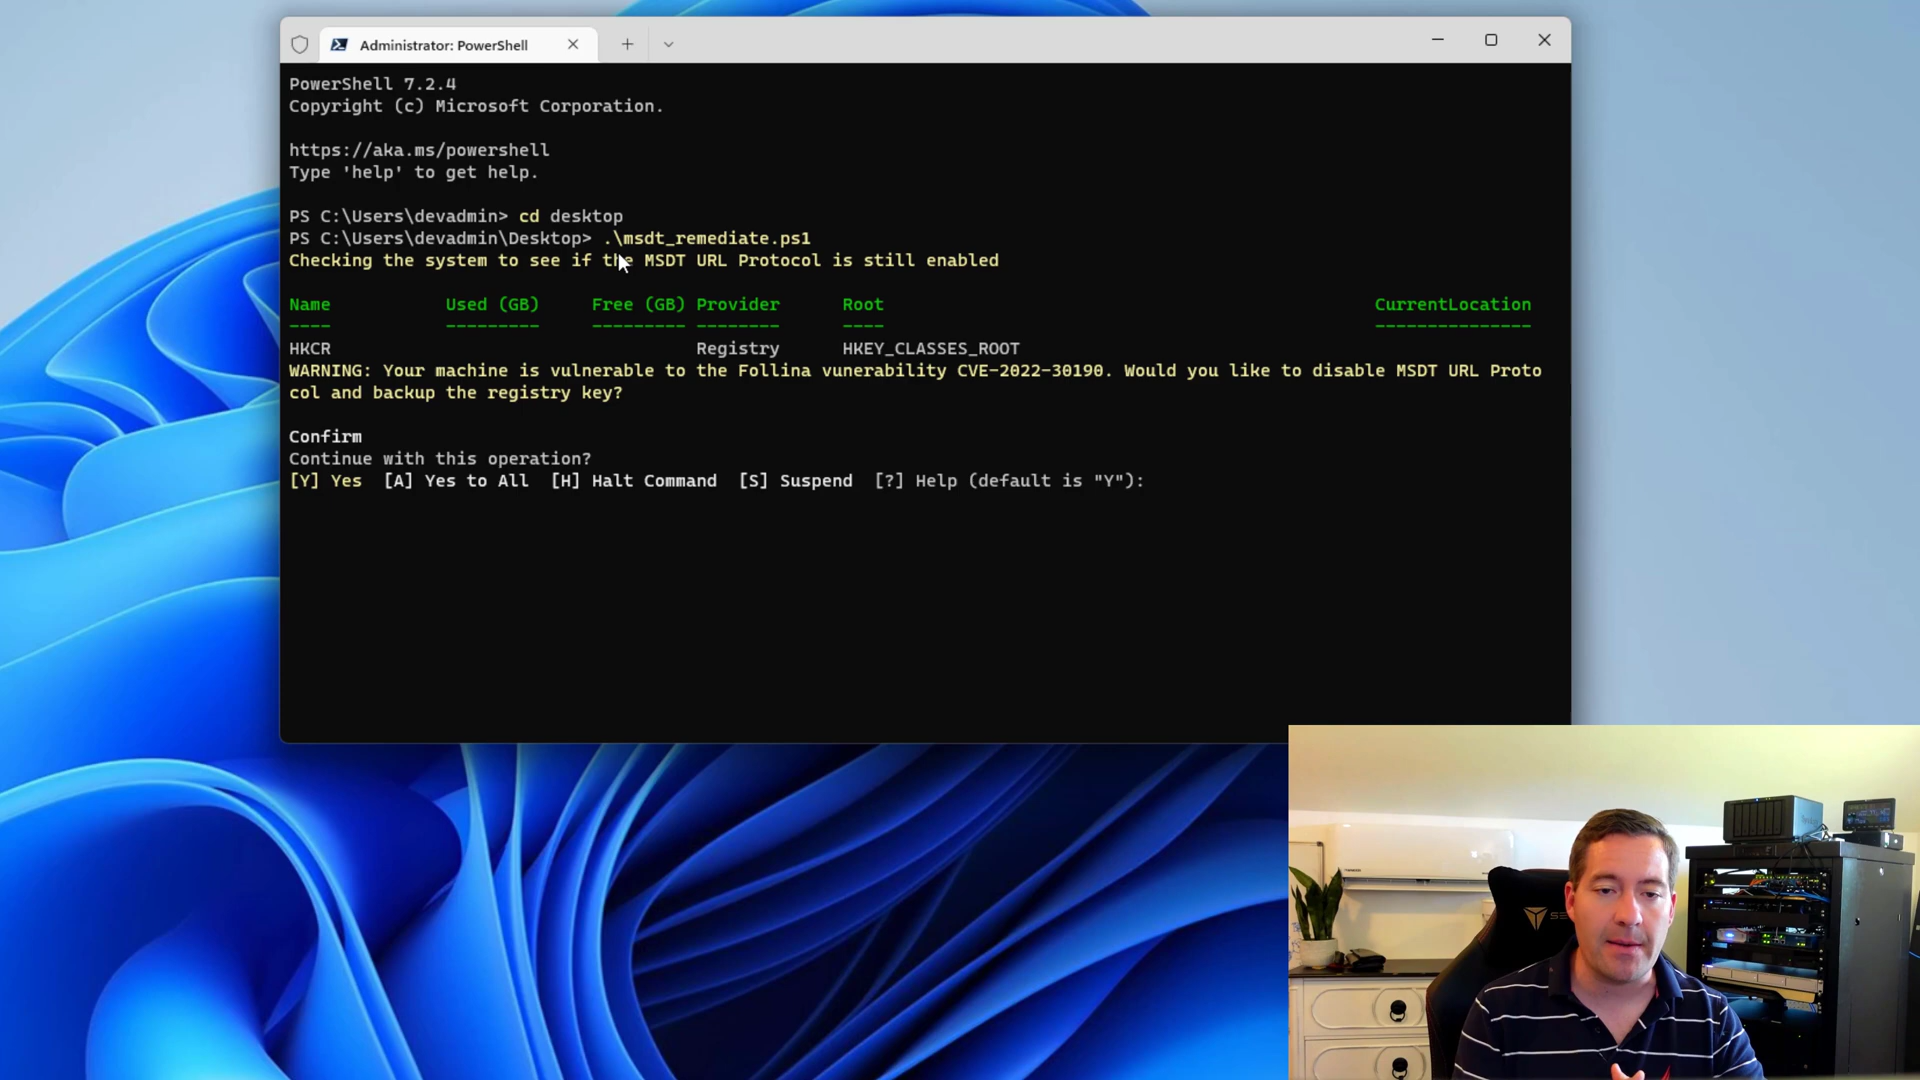 Administrator: PowerShell
PowerShell 7.2.4
Copyright (c) Microsoft Corporation.
https://aka.ms/powershell
Type 'help' to get help.
PS C:\Users\devadmin> cd desktop
PS C:\Users\devadmin\Desktop> .\msdt_remediate.ps1
Checking the system to see if the MSDT URL Protocol is still enabled
Name Used (GB) Free (GB) Provider Root CurrentLocation
---- --------- --------- -------- ---- ---------------
HKCR Registry HKEY_CLASSES_ROOT
WARNING: Your machine is vulnerable to the Follina vunerability CVE-2022-30190. Would you like to disable MSDT URL Proto
col and backup the registry key?
Confirm
Continue with this operation?
[Y] Yes [A] Yes to All [H] Halt Command [S] Suspend [?] Help (default is "Y"):